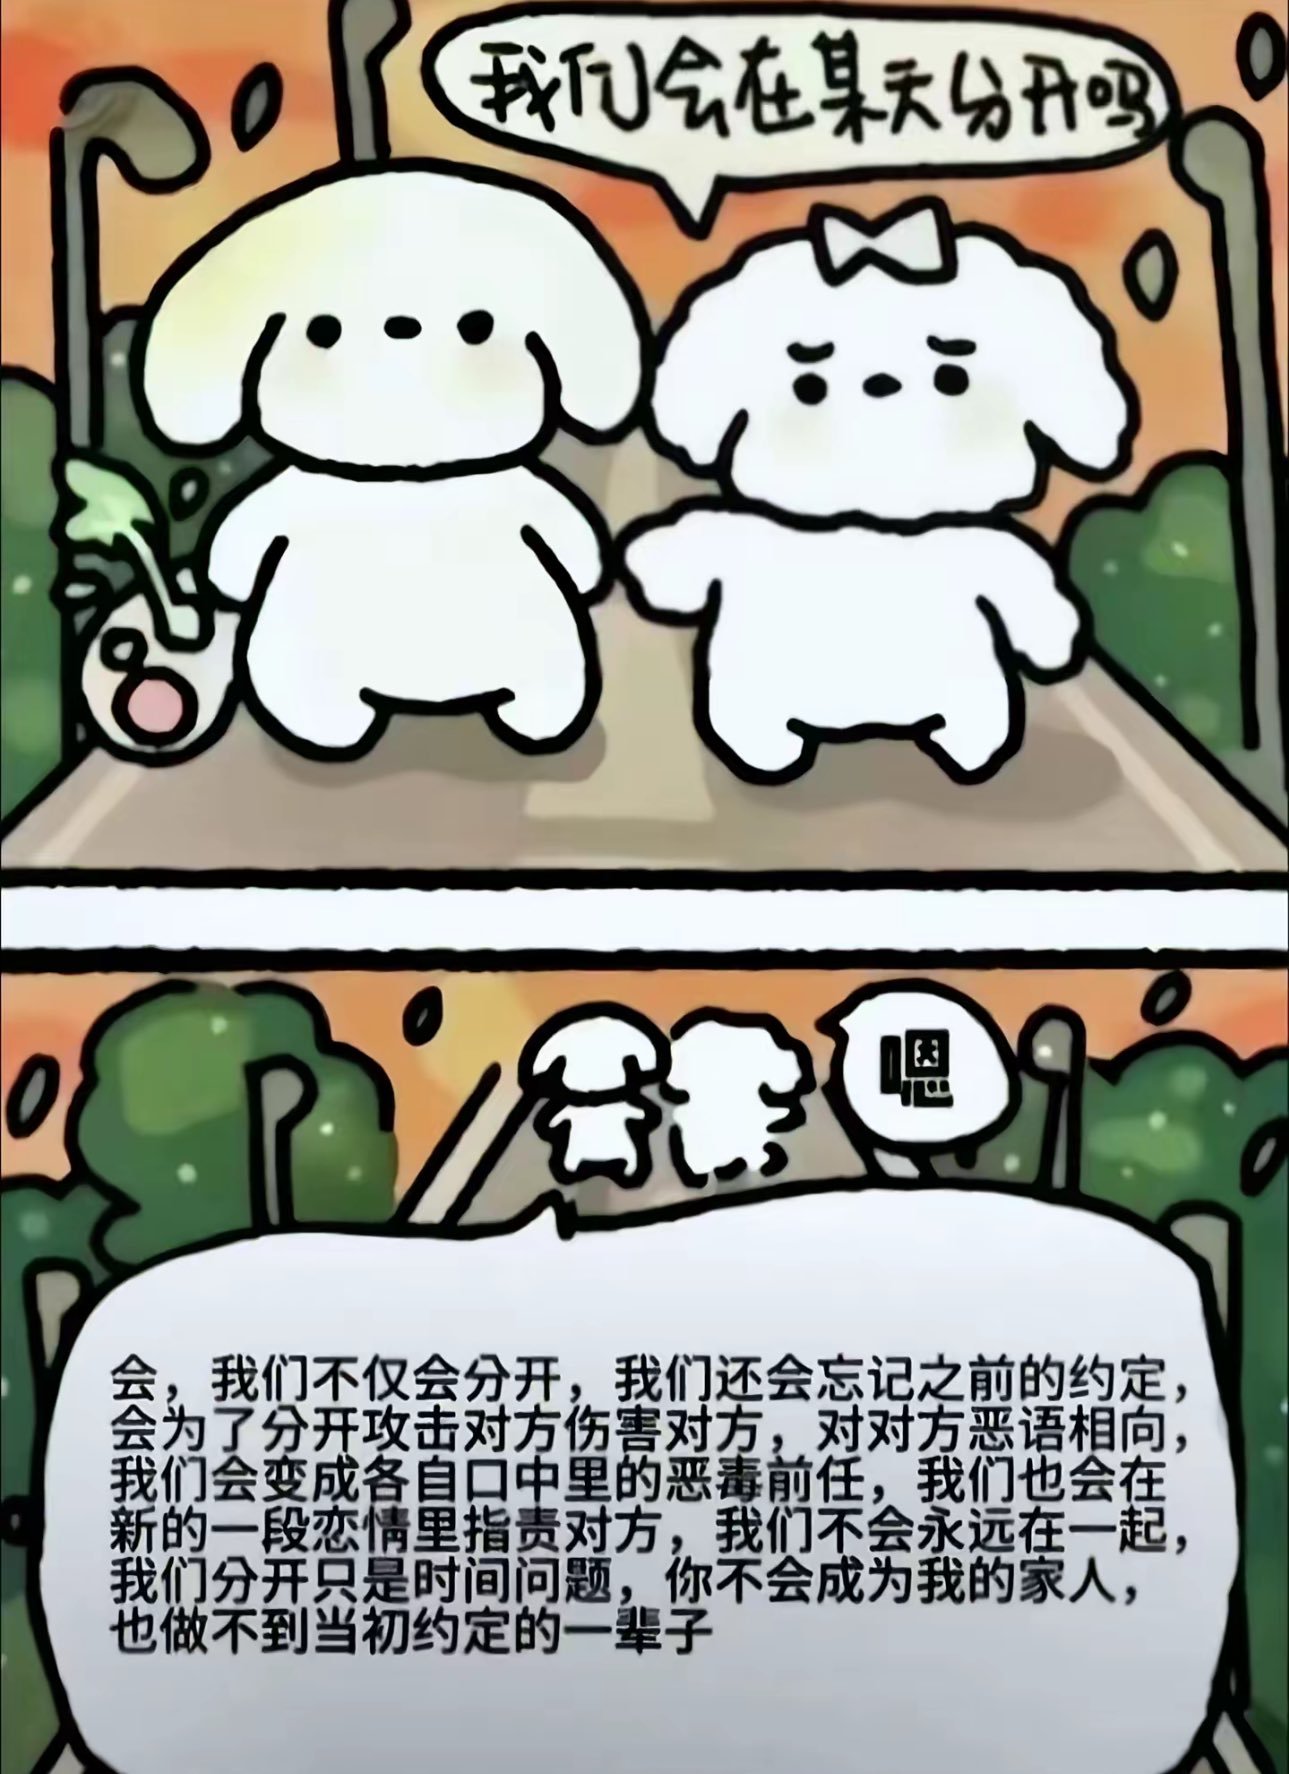 我们会在某天分开吗
嗯
会，我们不仅会分开，我们还会忘记之前的约定，
会为了分开攻击对方伤害对方，对对方恶语相向，
我们会变成各自口中里的恶毒前任，我们也会在
新的一段恋情里指责对方，我们不会永远在一起，
我们分开只是时间问题，你不会成为我的家人，
也做不到当初约定的一辈子